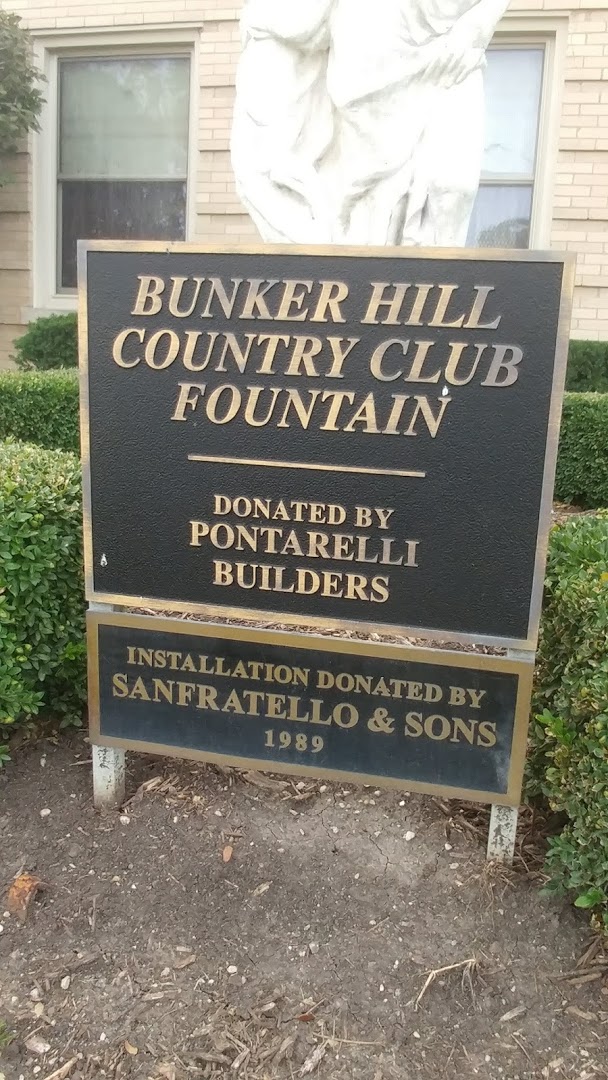 BUNKER HILL
COUNTRY CLUB
FOUNTAIN
DONATED BY
PONTARELLI
BUILDERS
INSTALLATION DONATED BY
SANFRATELLO & SONS
1989